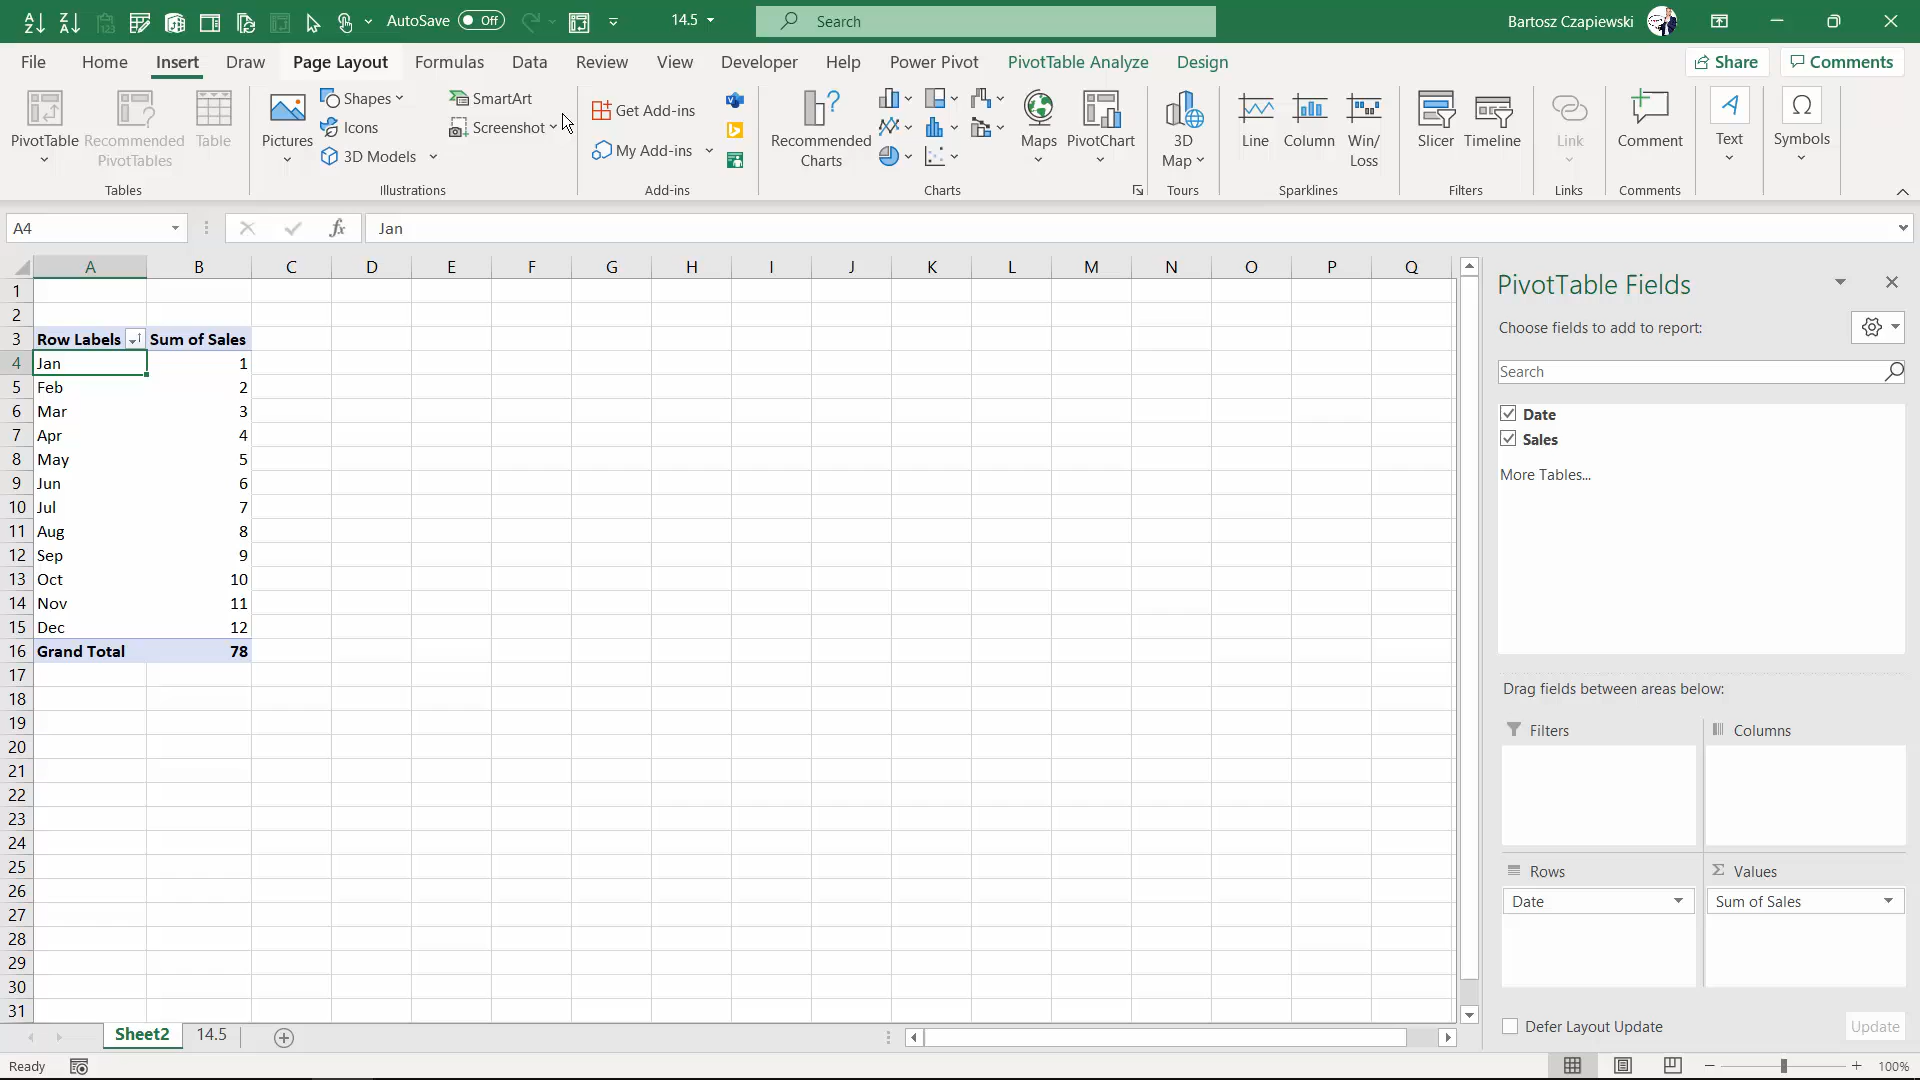 AutoSave Off 14.5 Search Bartosz Czapiewski
File Home Insert Draw Page Layout Formulas Data Review View Developer Help Power Pivot PivotTable Analyze Design Share Comments
PivotTable Recommended PivotTables Table
Pictures Shapes Icons 3D Models SmartArt Screenshot
Get Add-ins My Add-ins
Recommended Charts Maps PivotChart
3D Map Line Column Win/ Loss
Slicer Timeline Link Comment Text Symbols
Tables Illustrations Add-ins Charts Tours Sparklines Filters Links Comments
A4 fx Jan
A B C D E F G H I J K L M N O P Q
1
2
3 Row Labels Sum of Sales
4 Jan 1
5 Feb 2
6 Mar 3
7 Apr 4
8 May 5
9 Jun 6
10 Jul 7
11 Aug 8
12 Sep 9
13 Oct 10
14 Nov 11
15 Dec 12
16 Grand Total 78
17
18
19
20
21
22
23
24
25
26
27
28
29
30
31
PivotTable Fields
Choose fields to add to report:
Search
Date
Sales
More Tables...
Drag fields between areas below:
Filters Columns
Rows Σ Values
Date Sum of Sales
Defer Layout Update Update
Sheet2 14.5
Ready 100%